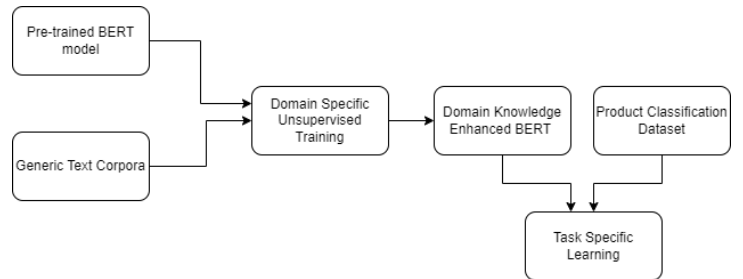 Pre-trained BERT
model
Generic Text Corpora
Domain Specific
Unsupervised
Training
Domain Knowledge
Enhanced BERT
Product Classification
Dataset
Task Specific
Learning